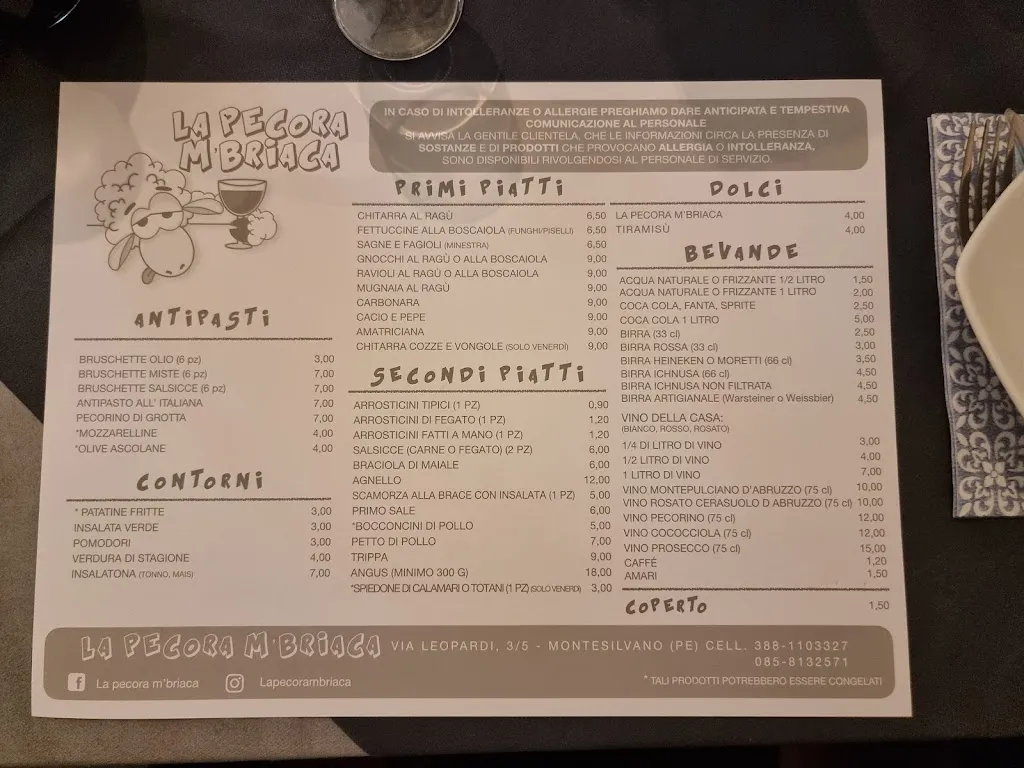 LA PECORA
M'BRIACA
IN CASO DI INTOLLERANZE O ALLERGIE PREGHIAMO DARE ANTICIPATA E TEMPESTIVA
COMUNICAZIONE AL PERSONALE
SI AVVISA LA GENTILE CLIENTELA, CHE LE INFORMAZIONI CIRCA LA PRESENZA DI
SOSTANZE E DI PRODOTTI CHE PROVOCANO ALLERGIA O INTOLLERANZA,
SONO DISPONIBILI RIVOLGENDOSI AL PERSONALE DI SERVIZIO.
ANTIPASTI
BRUSCHETTE OLIO (6 pz) 3,00
BRUSCHETTE MISTE (6 pz) 7,00
BRUSCHETTE SALSICCE (6 pz) 7,00
ANTIPASTO ALL' ITALIANA 7,00
PECORINO DI GROTTA 7,00
*MOZZARELLINE 4,00
*OLIVE ASCOLANE 4,00
CONTORNI
* PATATINE FRITTE 3,00
INSALATA VERDE 3,00
POMODORI 3,00
VERDURA DI STAGIONE 4,00
INSALATONA (TONNO, MAIS) 7,00
PRIMI PIATTI
CHITARRA AL RAGÙ 6,50
FETTUCCINE ALLA BOSCAIOLA (FUNGHI/PISELLI) 6,50
SAGNE E FAGIOLI (MINESTRA) 6,50
GNOCCHI AL RAGÙ O ALLA BOSCAIOLA 9,00
RAVIOLI AL RAGÙ O ALLA BOSCAIOLA 9,00
MUGNAIA AL RAGÙ 9,00
CARBONARA 9,00
CACIO E PEPE 9,00
AMATRICIANA 9,00
CHITARRA COZZE E VONGOLE (SOLO VENERDÌ) 9,00
SECONDI PIATTI
ARROSTICINI TIPICI (1 PZ) 0,90
ARROSTICINI DI FEGATO (1 PZ) 1,20
ARROSTICINI FATTI A MANO (1 PZ) 1,20
SALSICCE (CARNE O FEGATO) (2 PZ) 6,00
BRACIOLA DI MAIALE 6,00
AGNELLO 12,00
SCAMORZA ALLA BRACE CON INSALATA (1 PZ) 5,00
PRIMO SALE 6,00
*BOCCONCINI DI POLLO 5,00
PETTO DI POLLO 7,00
TRIPPA 9,00
ANGUS (MINIMO 300 G) 18,00
*SPIEDONE DI CALAMARI O TOTANI (1 PZ) (SOLO VENERDì) 3,00
DOLCI
LA PECORA M'BRIACA 4,00
TIRAMISÙ 4,00
BEVANDE
ACQUA NATURALE O FRIZZANTE 1/2 LITRO 1,50
ACQUA NATURALE O FRIZZANTE 1 LITRO 2,00
COCA COLA, FANTA, SPRITE 2,50
COCA COLA 1 LITRO 5,00
BIRRA (33 cl) 2,50
BIRRA ROSSA (33 cl) 3,00
BIRRA HEINEKEN O MORETTI (66 cl) 3,50
BIRRA ICHNUSA (66 cl) 4,50
BIRRA ICHNUSA NON FILTRATA 4,50
BIRRA ARTIGIANALE (Warsteiner o Weissbier) 4,50
VINO DELLA CASA:
(BIANCO, ROSSO, ROSATO)
1/4 DI LITRO DI VINO 3,00
1/2 LITRO DI VINO 4,00
1 LITRO DI VINO 7,00
VINO MONTEPULCIANO D'ABRUZZO (75 cl) 10,00
VINO ROSATO CERASUOLO D ABRUZZO (75 cl) 10,00
VINO PECORINO (75 cl) 12,00
VINO COCOCCIOLA (75 cl) 12,00
VINO PROSECCO (75 cl) 15,00
CAFFÈ 1,20
AMARI 1,50
COPERTO 1,50
LA PECORA M'BRIACA VIA LEOPARDI, 3/5 - MONTESILVANO (PE) CELL. 388-1103327
085-8132571
f La pecora m'briaca Lapecorambriaca
* TALI PRODOTTI POTREBBERO ESSERE CONGELATI